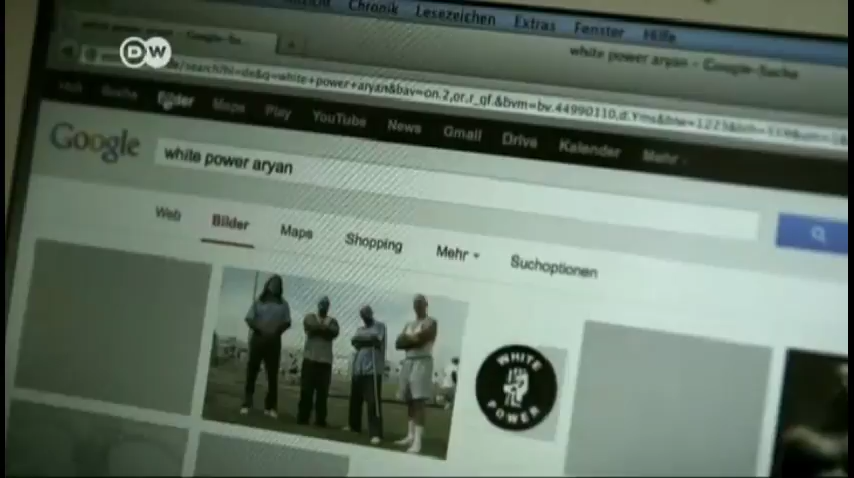 Chronik Lesezeichen Extras Fenster Hilfe
DW
white power aryan - Google-Suche
Suche Bilder Maps Play YouTube News Gmail Drive Kalender Mehr
Google
white power aryan
Web Bilder Maps Shopping Mehr Suchoptionen
WHITE
POWER